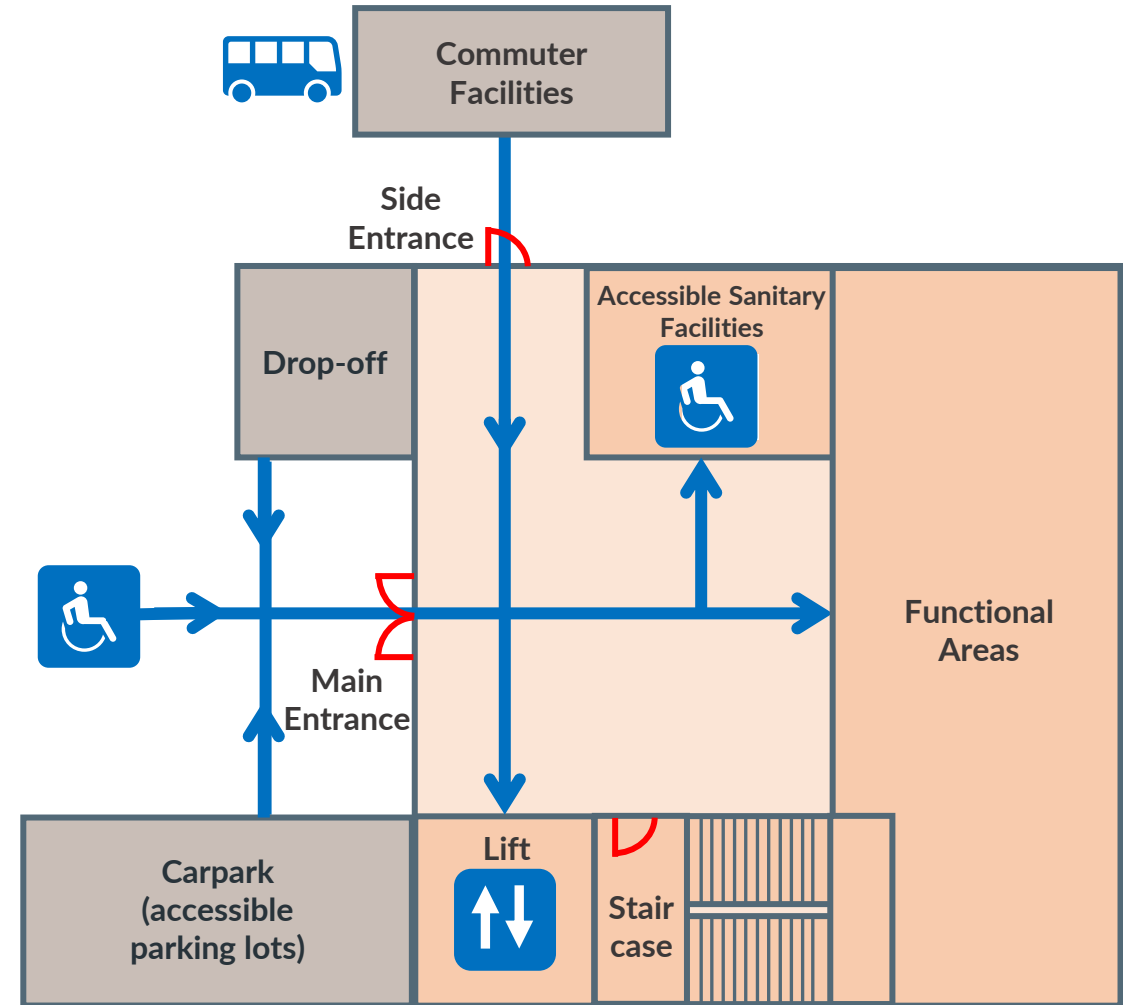 Commuter
Facilities
Side
Entrance
Accessible Sanitary
Facilities
Drop-off
Functional
Areas
Main
Entrance
Carpark
(accessible
parking lots)
Lift
Stair
case